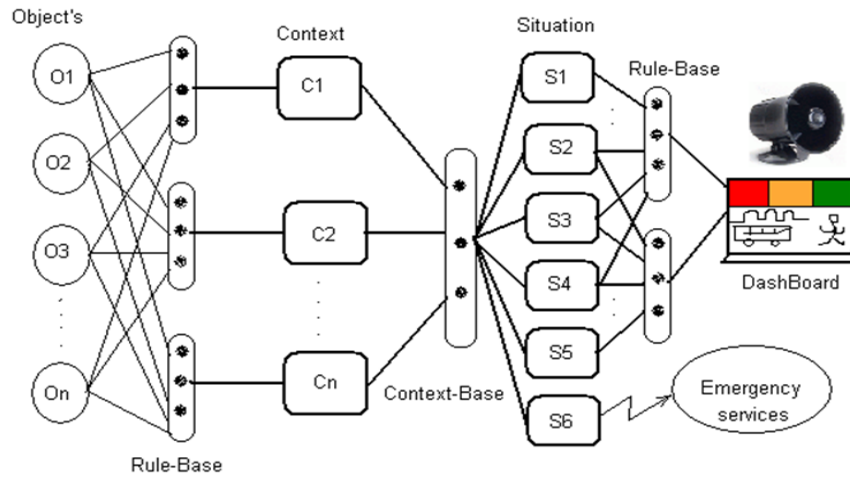 Object's
Context
Situation
Rule-Base
O1
O2
O3
On
C1
C2
Cn
S1
S2
S3
S4
S5
S6
DashBoard
Context-Base
Emergency
services
Rule-Base